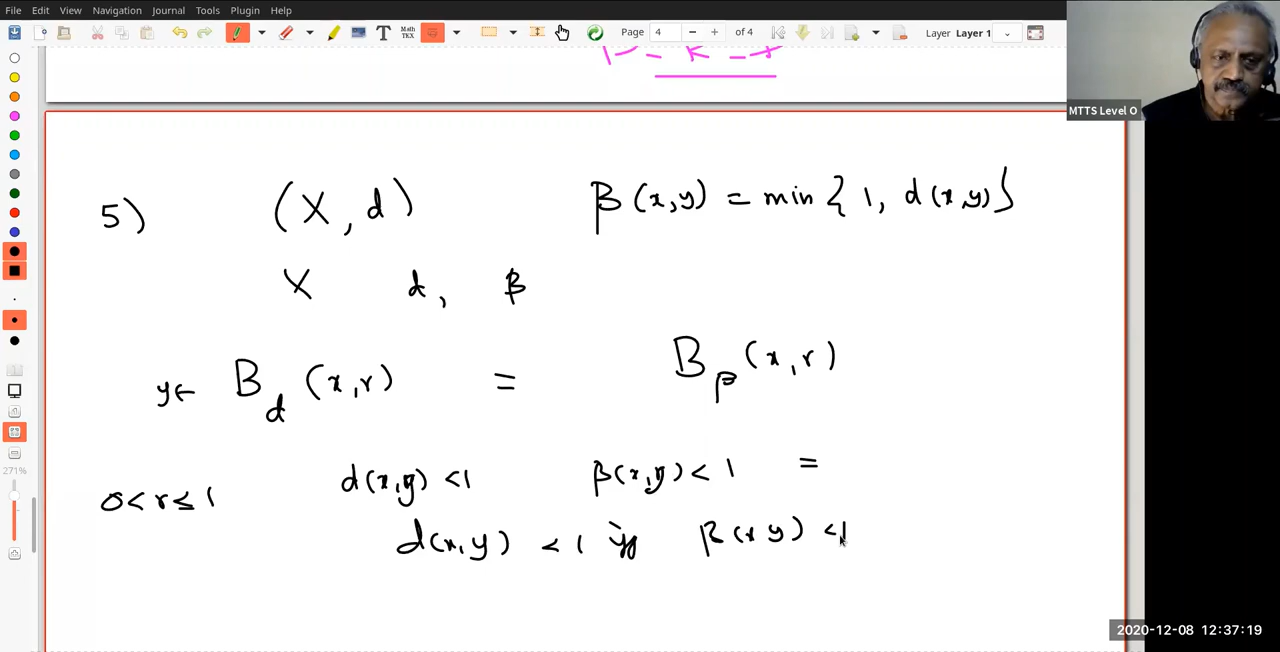 File Edit View Navigation Journal Tools Plugin Help
Page 4 of 4 Layer Layer 1
MTTS Level O
5) (X, d) β(x,y) = min { 1, d(x,y) }
X d, β
y ∈ B_d (x,r) = B_β (x,r)
271%
d(x,y) < 1 β(x,y) < 1 =
0 < r ≤ 1
d(x,y) < 1 iff β(x y) < 1
2020-12-08 12:37:19